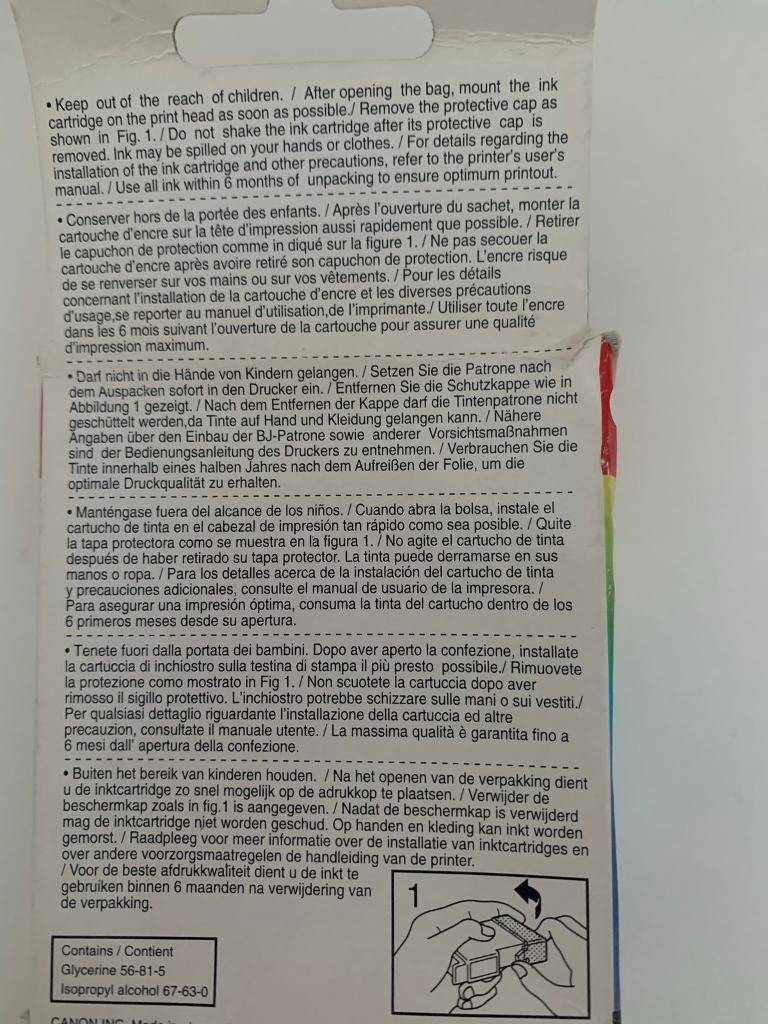 • Keep out of the reach of children. / After opening the bag, mount the ink
cartridge on the print head as soon as possible./ Remove the protective cap as
shown in Fig. 1. / Do not shake the ink cartridge after its protective cap is
removed. Ink may be spilled on your hands or clothes. / For details regarding the
installation of the ink cartridge and other precautions, refer to the printer's user's
manual. / Use all ink within 6 months of unpacking to ensure optimum printout.
• Conserver hors de la portée des enfants. / Après l'ouverture du sachet, monter la
cartouche d'encre sur la tête d'impression aussi rapidement que possible. / Retirer
le capuchon de protection comme in diqué sur la figure 1. / Ne pas secouer la
cartouche d'encre après avoire retiré son capuchon de protection. L'encre risque
de se renverser sur vos mains ou sur vos vêtements. / Pour les détails
concernant l'installation de la cartouche d'encre et les diverses précautions
d'usage,se reporter au manuel d'utilisation,de l'imprimante./ Utiliser toute l'encre
dans les 6 mois suivant l'ouverture de la cartouche pour assurer une qualité
d'impression maximum.
• Darf nicht in die Hände von Kindern gelangen. / Setzen Sie die Patrone nach
dem Auspacken sofort in den Drucker ein. / Entfernen Sie die Schutzkappe wie in
Abbildung 1 gezeigt. / Nach dem Entfernen der Kappe darf die Tintenpatrone nicht
geschüttelt werden,da Tinte auf Hand und Kleidung gelangen kann. / Nähere
Angaben über den Einbau der BJ-Patrone sowie anderer Vorsichtsmaßnahmen
sind der Bedienungsanleitung des Druckers zu entnehmen. / Verbrauchen Sie die
Tinte innerhalb eines halben Jahres nach dem Aufreißen der Folie, um die
optimale Druckqualität zu erhalten.
• Manténgase fuera del alcance de los niños. / Cuando abra la bolsa, instale el
cartucho de tinta en el cabezal de impresión tan rápido como sea posible. / Quite
la tapa protectora como se muestra en la figura 1. / No agite el cartucho de tinta
después de haber retirado su tapa protector. La tinta puede derramarse en sus
manos o ropa. / Para los detalles acerca de la instalación del cartucho de tinta
y precauciones adicionales, consulte el manual de usuario de la impresora. /
Para asegurar una impresión óptima, consuma la tinta del cartucho dentro de los
6 primeros meses desde su apertura.
• Tenete fuori dalla portata dei bambini. Dopo aver aperto la confezione, installate
la cartuccia di inchiostro sulla testina di stampa il più presto possibile./ Rimuovete
la protezione como mostrato in Fig 1. / Non scuotete la cartuccia dopo aver
rimosso il sigillo protettivo. L'inchiostro potrebbe schizzare sulle mani o sui vestiti./
Per qualsiasi dettaglio riguardante l'installazione della cartuccia ed altre
precauzion, consultate il manuale utente. / La massima qualità è garantita fino a
6 mesi dall' apertura della confezione.
• Buiten het bereik van kinderen houden. / Na het openen van de verpakking dient
u de inktcartridge zo snel mogelijk op de adrukkop te plaatsen. / Verwijder de
beschermkap zoals in fig.1 is aangegeven. / Nadat de beschermkap is verwijderd
mag de inktcartridge niet worden geschud. Op handen en kleding kan inkt worden
gemorst. / Raadpleeg voor meer informatie over de installatie van inktcartridges en
over andere voorzorgsmaatregelen de handleiding van de printer.
/ Voor de beste afdrukkwaliteit dient u de inkt te
gebruiken binnen 6 maanden na verwijdering van
de verpakking.
1
Contains / Contient
Glycerine 56-81-5
Isopropyl alcohol 67-63-0
CANON INC.